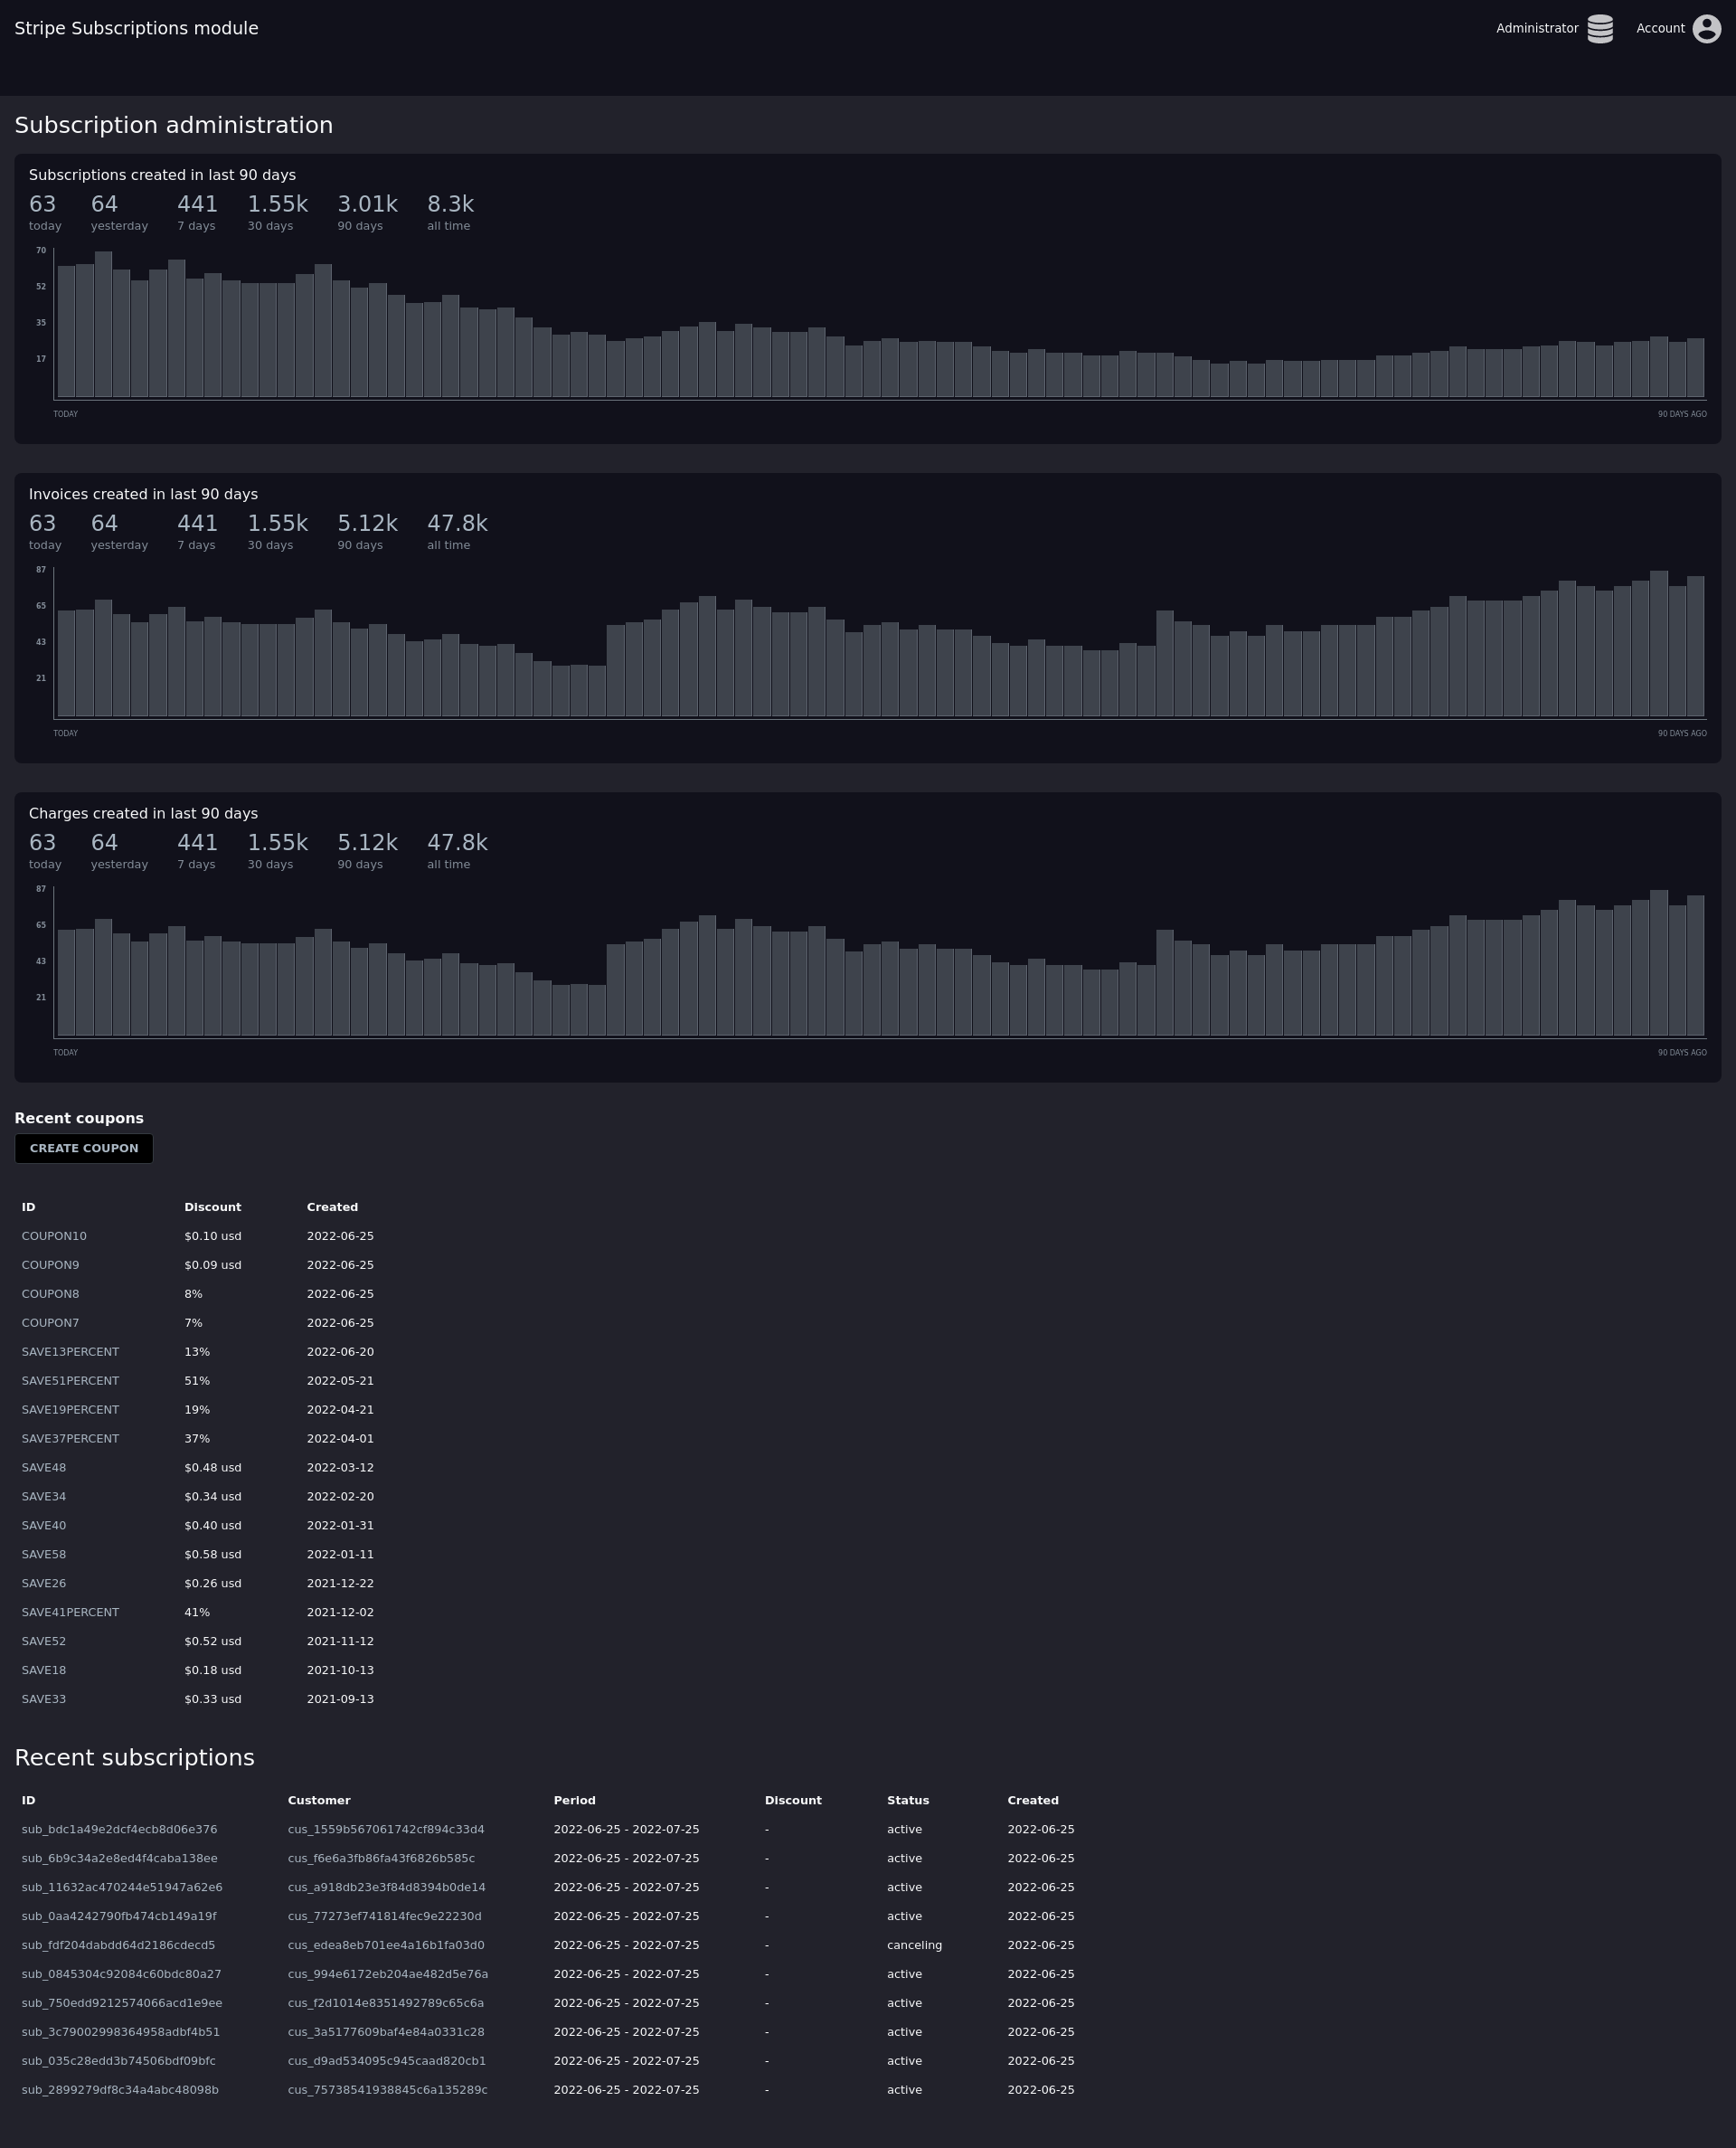 Stripe Subscriptions module Administrator Account
Subscription administration
Subscriptions created in last 90 days
63 64 441 1.55k 3.01k 8.3k
today yesterday 7 days 30 days 90 days all time
70
52
35
17
TODAY 90 DAYS AGO
Invoices created in last 90 days
63 64 441 1.55k 5.12k 47.8k
today yesterday 7 days 30 days 90 days all time
87
65
43
21
TODAY 90 DAYS AGO
Charges created in last 90 days
63 64 441 1.55k 5.12k 47.8k
today yesterday 7 days 30 days 90 days all time
87
65
43
21
TODAY 90 DAYS AGO
Recent coupons
CREATE COUPON
ID Discount Created
COUPON10 $0.10 usd 2022-06-25
COUPON9 $0.09 usd 2022-06-25
COUPON8 8% 2022-06-25
COUPON7 7% 2022-06-25
SAVE13PERCENT 13% 2022-06-20
SAVE51PERCENT 51% 2022-05-21
SAVE19PERCENT 19% 2022-04-21
SAVE37PERCENT 37% 2022-04-01
SAVE48 $0.48 usd 2022-03-12
SAVE34 $0.34 usd 2022-02-20
SAVE40 $0.40 usd 2022-01-31
SAVE58 $0.58 usd 2022-01-11
SAVE26 $0.26 usd 2021-12-22
SAVE41PERCENT 41% 2021-12-02
SAVE52 $0.52 usd 2021-11-12
SAVE18 $0.18 usd 2021-10-13
SAVE33 $0.33 usd 2021-09-13
Recent subscriptions
ID Customer Period Discount Status Created
sub_bdc1a49e2dcf4ecb8d06e376 cus_1559b567061742cf894c33d4 2022-06-25 - 2022-07-25 - active 2022-06-25
sub_6b9c34a2e8ed4f4caba138ee cus_f6e6a3fb86fa43f6826b585c 2022-06-25 - 2022-07-25 - active 2022-06-25
sub_11632ac470244e51947a62e6 cus_a918db23e3f84d8394b0de14 2022-06-25 - 2022-07-25 - active 2022-06-25
sub_0aa4242790fb474cb149a19f cus_77273ef741814fec9e22230d 2022-06-25 - 2022-07-25 - active 2022-06-25
sub_fdf204dabdd64d2186cdecd5 cus_edea8eb701ee4a16b1fa03d0 2022-06-25 - 2022-07-25 - canceling 2022-06-25
sub_0845304c92084c60bdc80a27 cus_994e6172eb204ae482d5e76a 2022-06-25 - 2022-07-25 - active 2022-06-25
sub_750edd9212574066acd1e9ee cus_f2d1014e8351492789c65c6a 2022-06-25 - 2022-07-25 - active 2022-06-25
sub_3c79002998364958adbf4b51 cus_3a5177609baf4e84a0331c28 2022-06-25 - 2022-07-25 - active 2022-06-25
sub_035c28edd3b74506bdf09bfc cus_d9ad534095c945caad820cb1 2022-06-25 - 2022-07-25 - active 2022-06-25
sub_2899279df8c34a4abc48098b cus_75738541938845c6a135289c 2022-06-25 - 2022-07-25 - active 2022-06-25